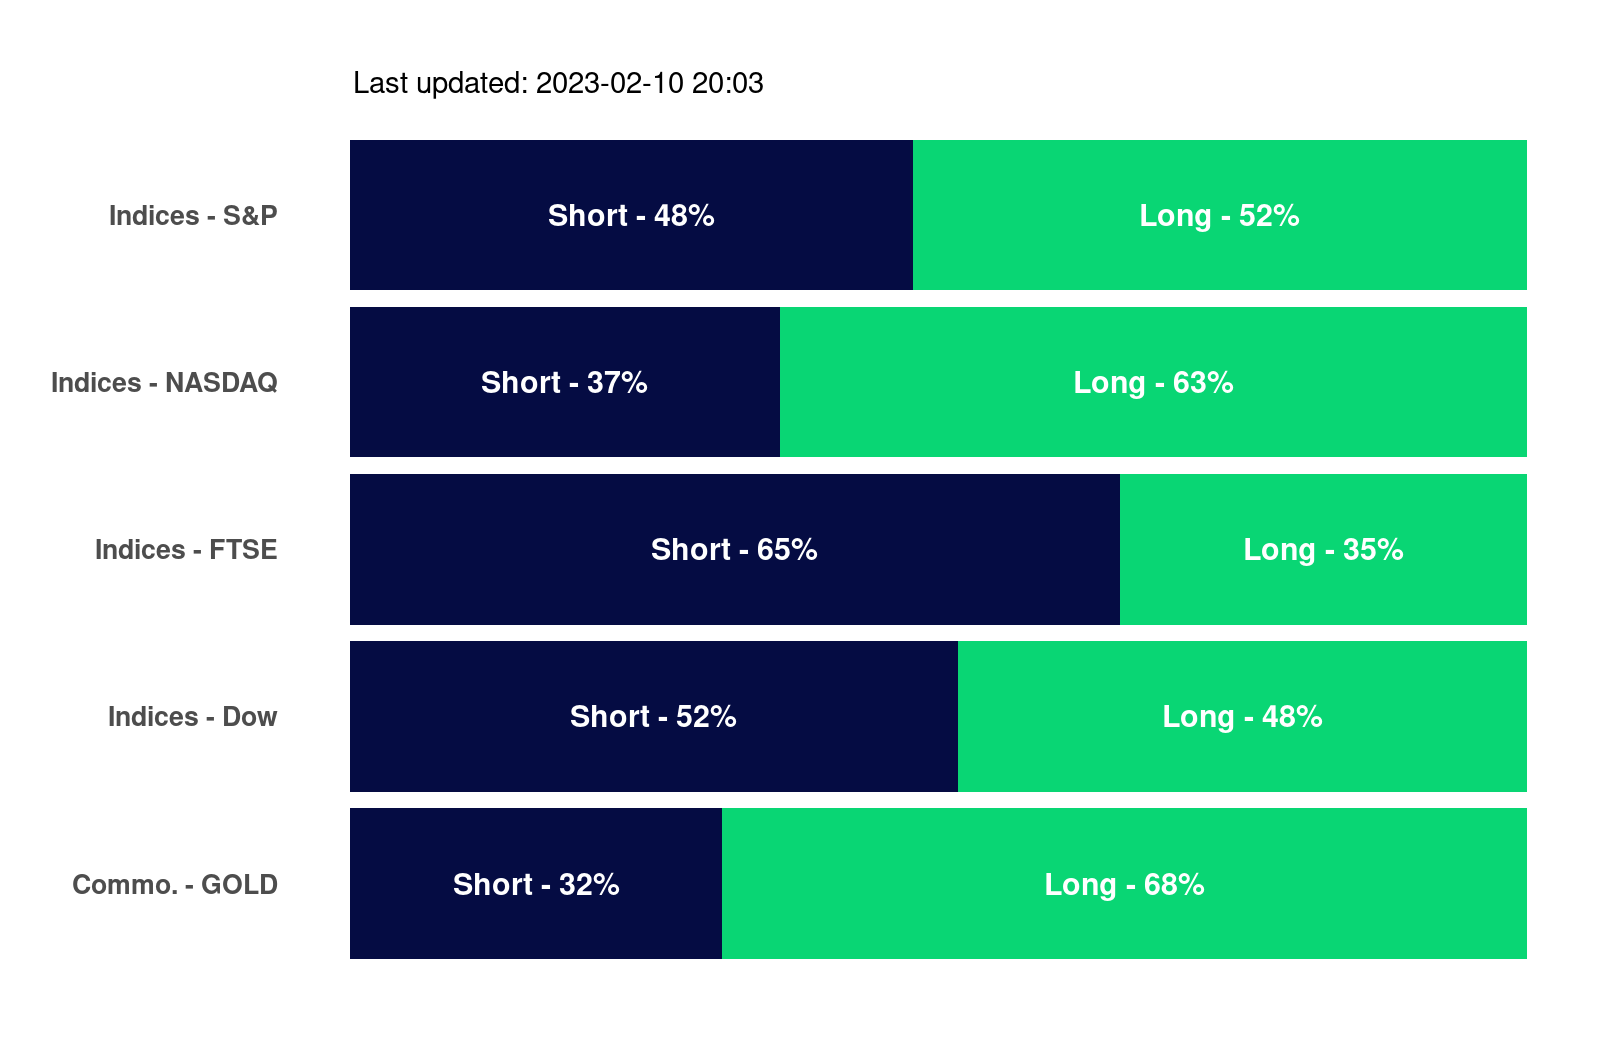 Last updated: 2023-02-10 20:03
Indices - S&P
Short - 48%
Long - 52%
Indices - NASDAQ
Short - 37%
Long - 63%
Indices - FTSE
Short - 65%
Long - 35%
Indices - Dow
Short - 52%
Long - 48%
Commo. - GOLD
Short - 32%
Long - 68%